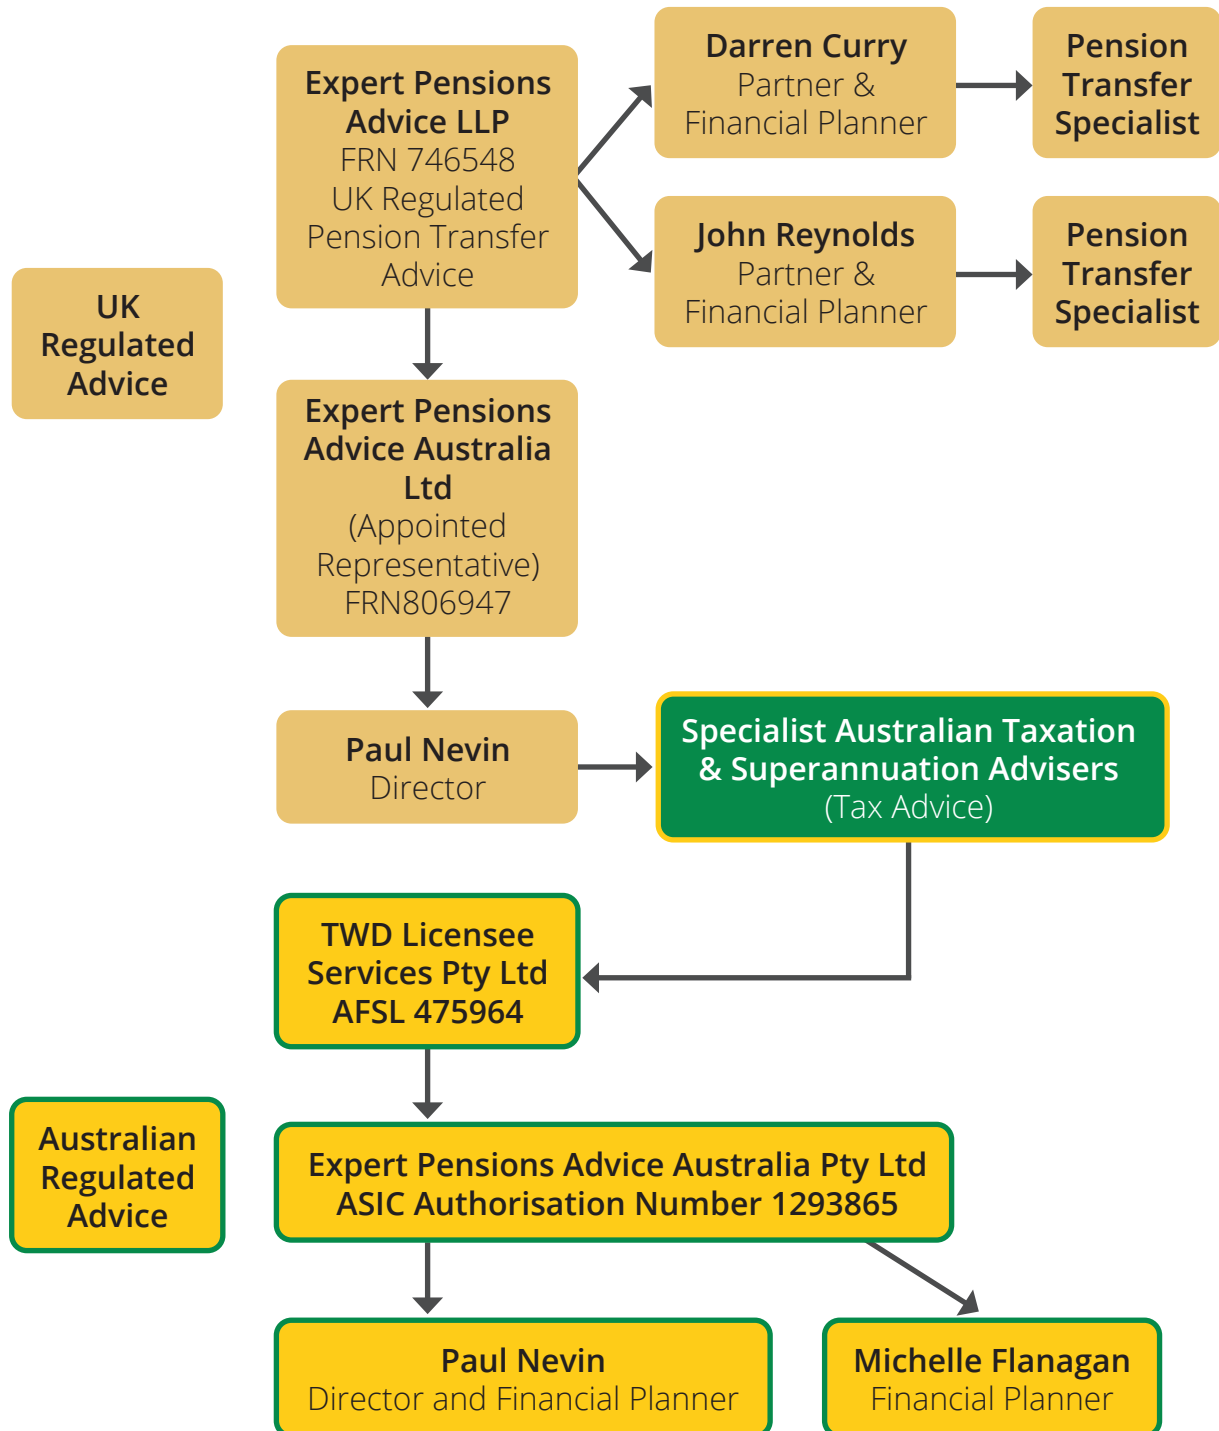 Expert Pensions
Advice LLP
FRN 746548
UK Regulated
Pension Transfer
Advice
Darren Curry
Partner &
Financial Planner
Pension
Transfer
Specialist
John Reynolds
Partner &
Financial Planner
Pension
Transfer
Specialist
UK
Regulated
Advice
Expert Pensions
Advice Australia
Ltd
(Appointed
Representative)
FRN806947
Paul Nevin
Director
Specialist Australian Taxation
& Superannuation Advisers
(Tax Advice)
TWD Licensee
Services Pty Ltd
AFSL 475964
Australian
Regulated
Advice
Expert Pensions Advice Australia Pty Ltd
ASIC Authorisation Number 1293865
Paul Nevin
Director and Financial Planner
Michelle Flanagan
Financial Planner